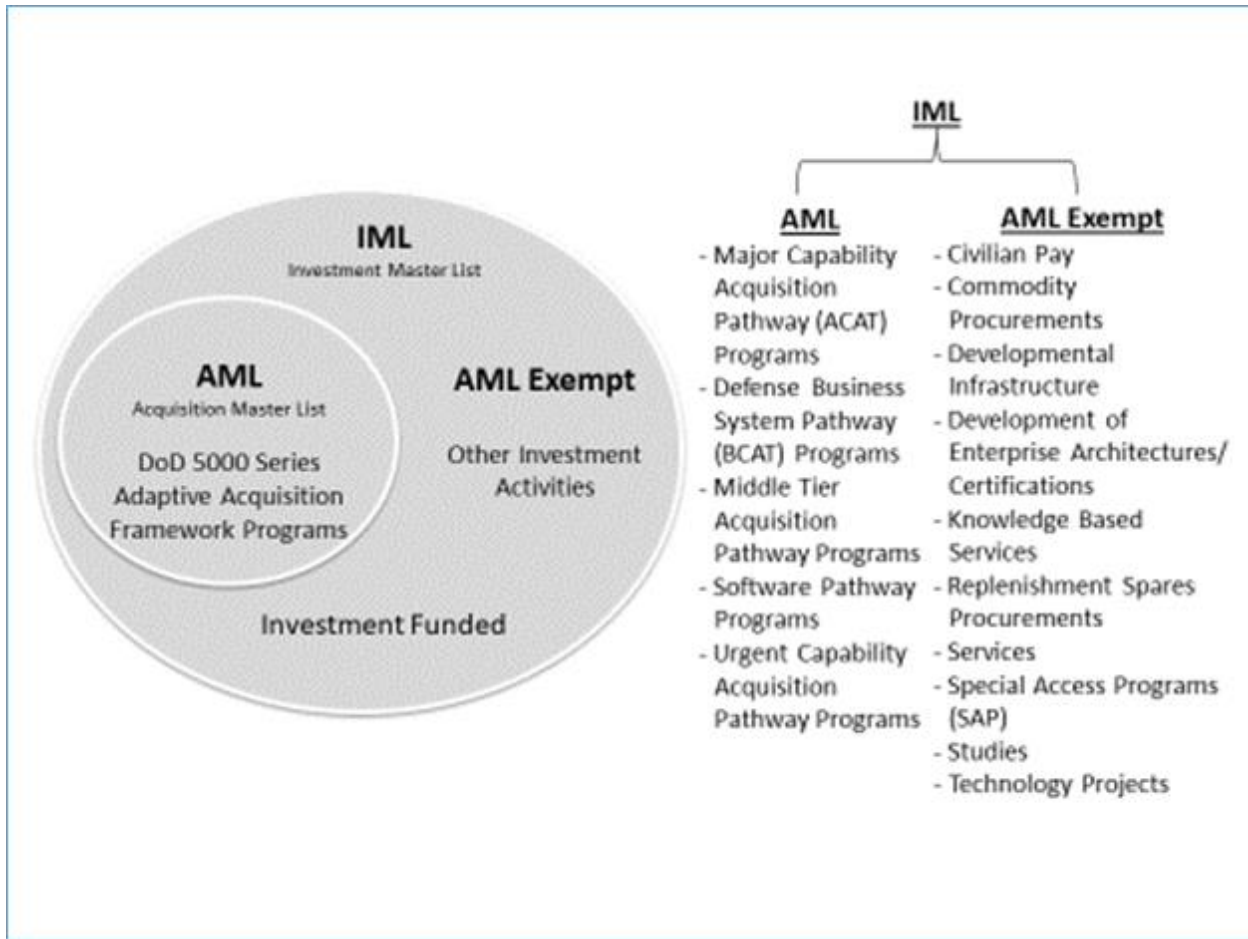 IML
Investment Master List
AML
Acquisition Master List
DoD 5000 Series
Adaptive Acquisition
Framework Programs
AML Exempt
Other Investment
Activities
Investment Funded
IML
AML
- Major Capability
Acquisition
Pathway (ACAT)
Programs
- Defense Business
System Pathway
(BCAT) Programs
- Middle Tier
Acquisition
Pathway Programs
- Software Pathway
Programs
- Urgent Capability
Acquisition
Pathway Programs
AML Exempt
- Civilian Pay
- Commodity
Procurements
- Developmental
Infrastructure
- Development of
Enterprise Architectures/
Certifications
- Knowledge Based
Services
- Replenishment Spares
Procurements
- Services
- Special Access Programs
(SAP)
- Studies
- Technology Projects